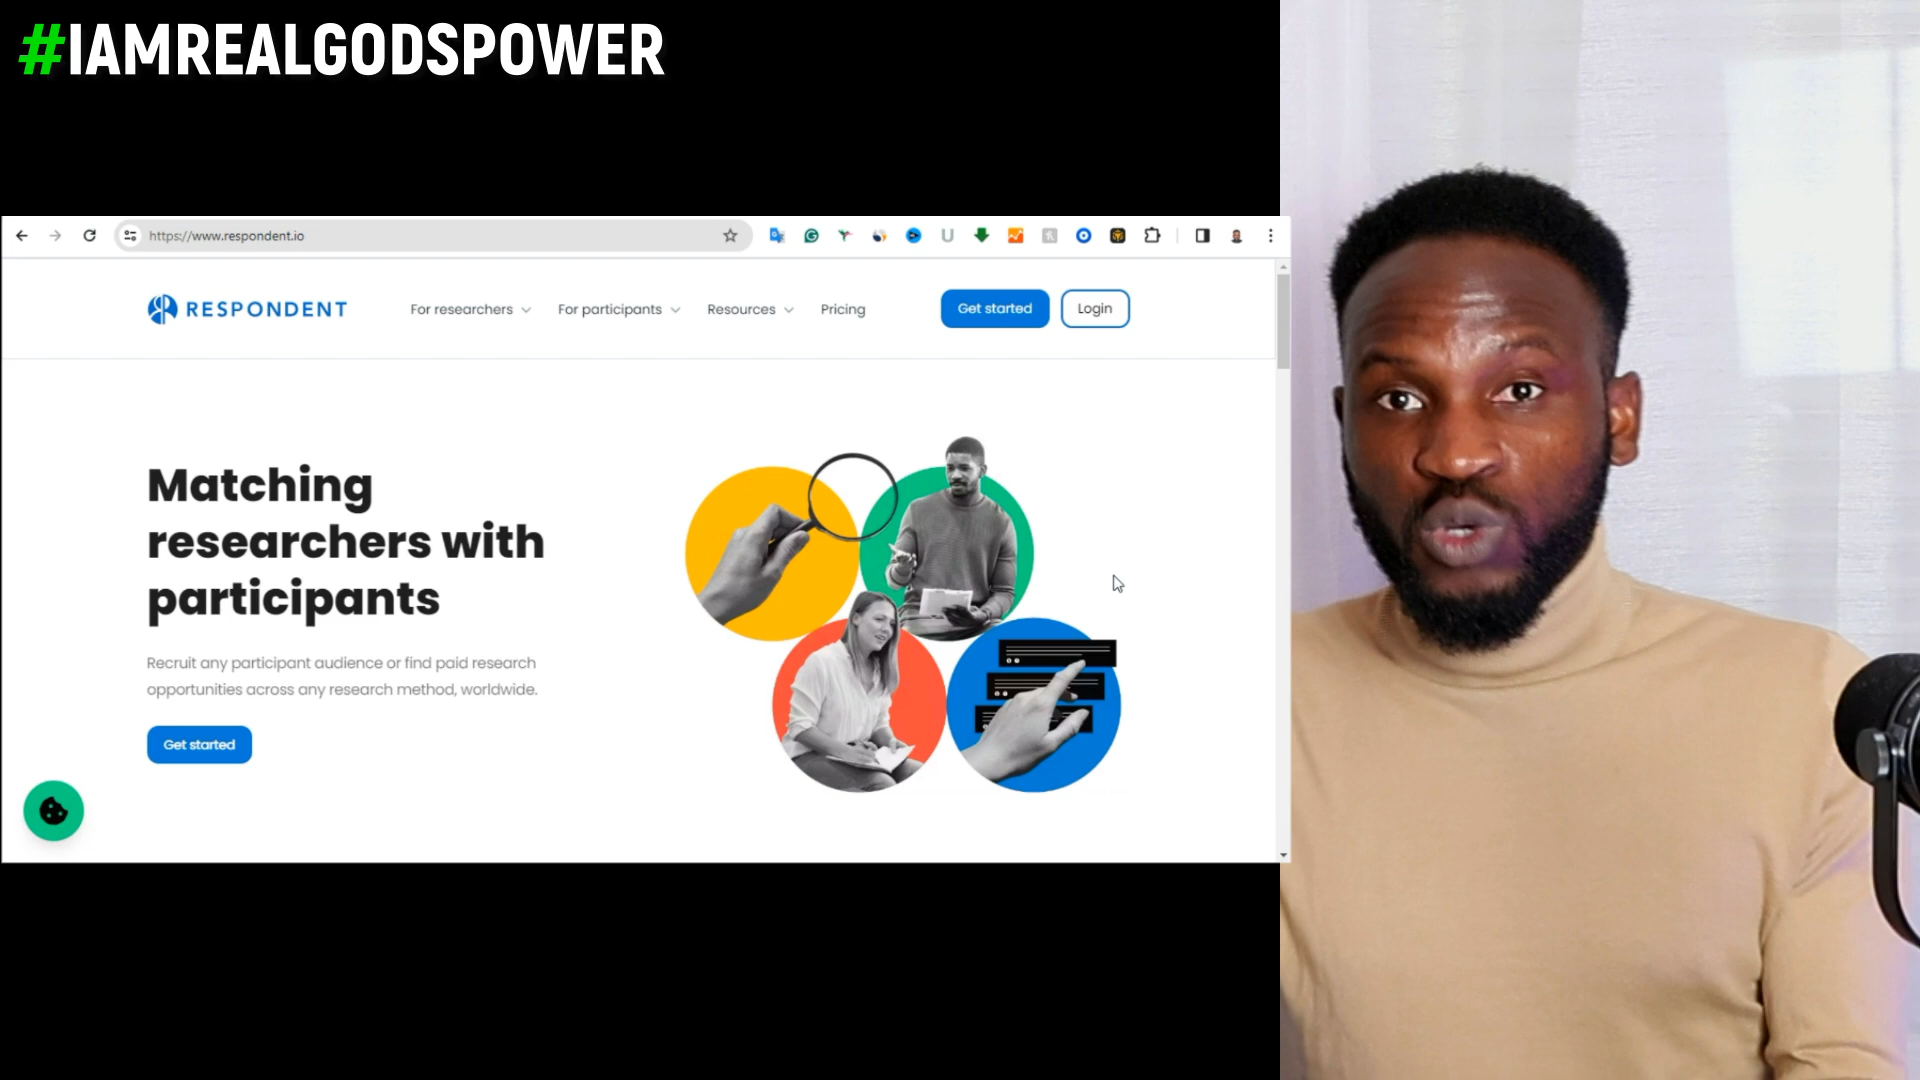 #IAMREALGODSPOWER
https://www.respondent.io
RESPONDENT
For researchers
For participants
Resources
Pricing
Get started
Login
Matching
researchers with
participants
Recruit any participant audience or find paid research
opportunities across any research method, worldwide.
Get started